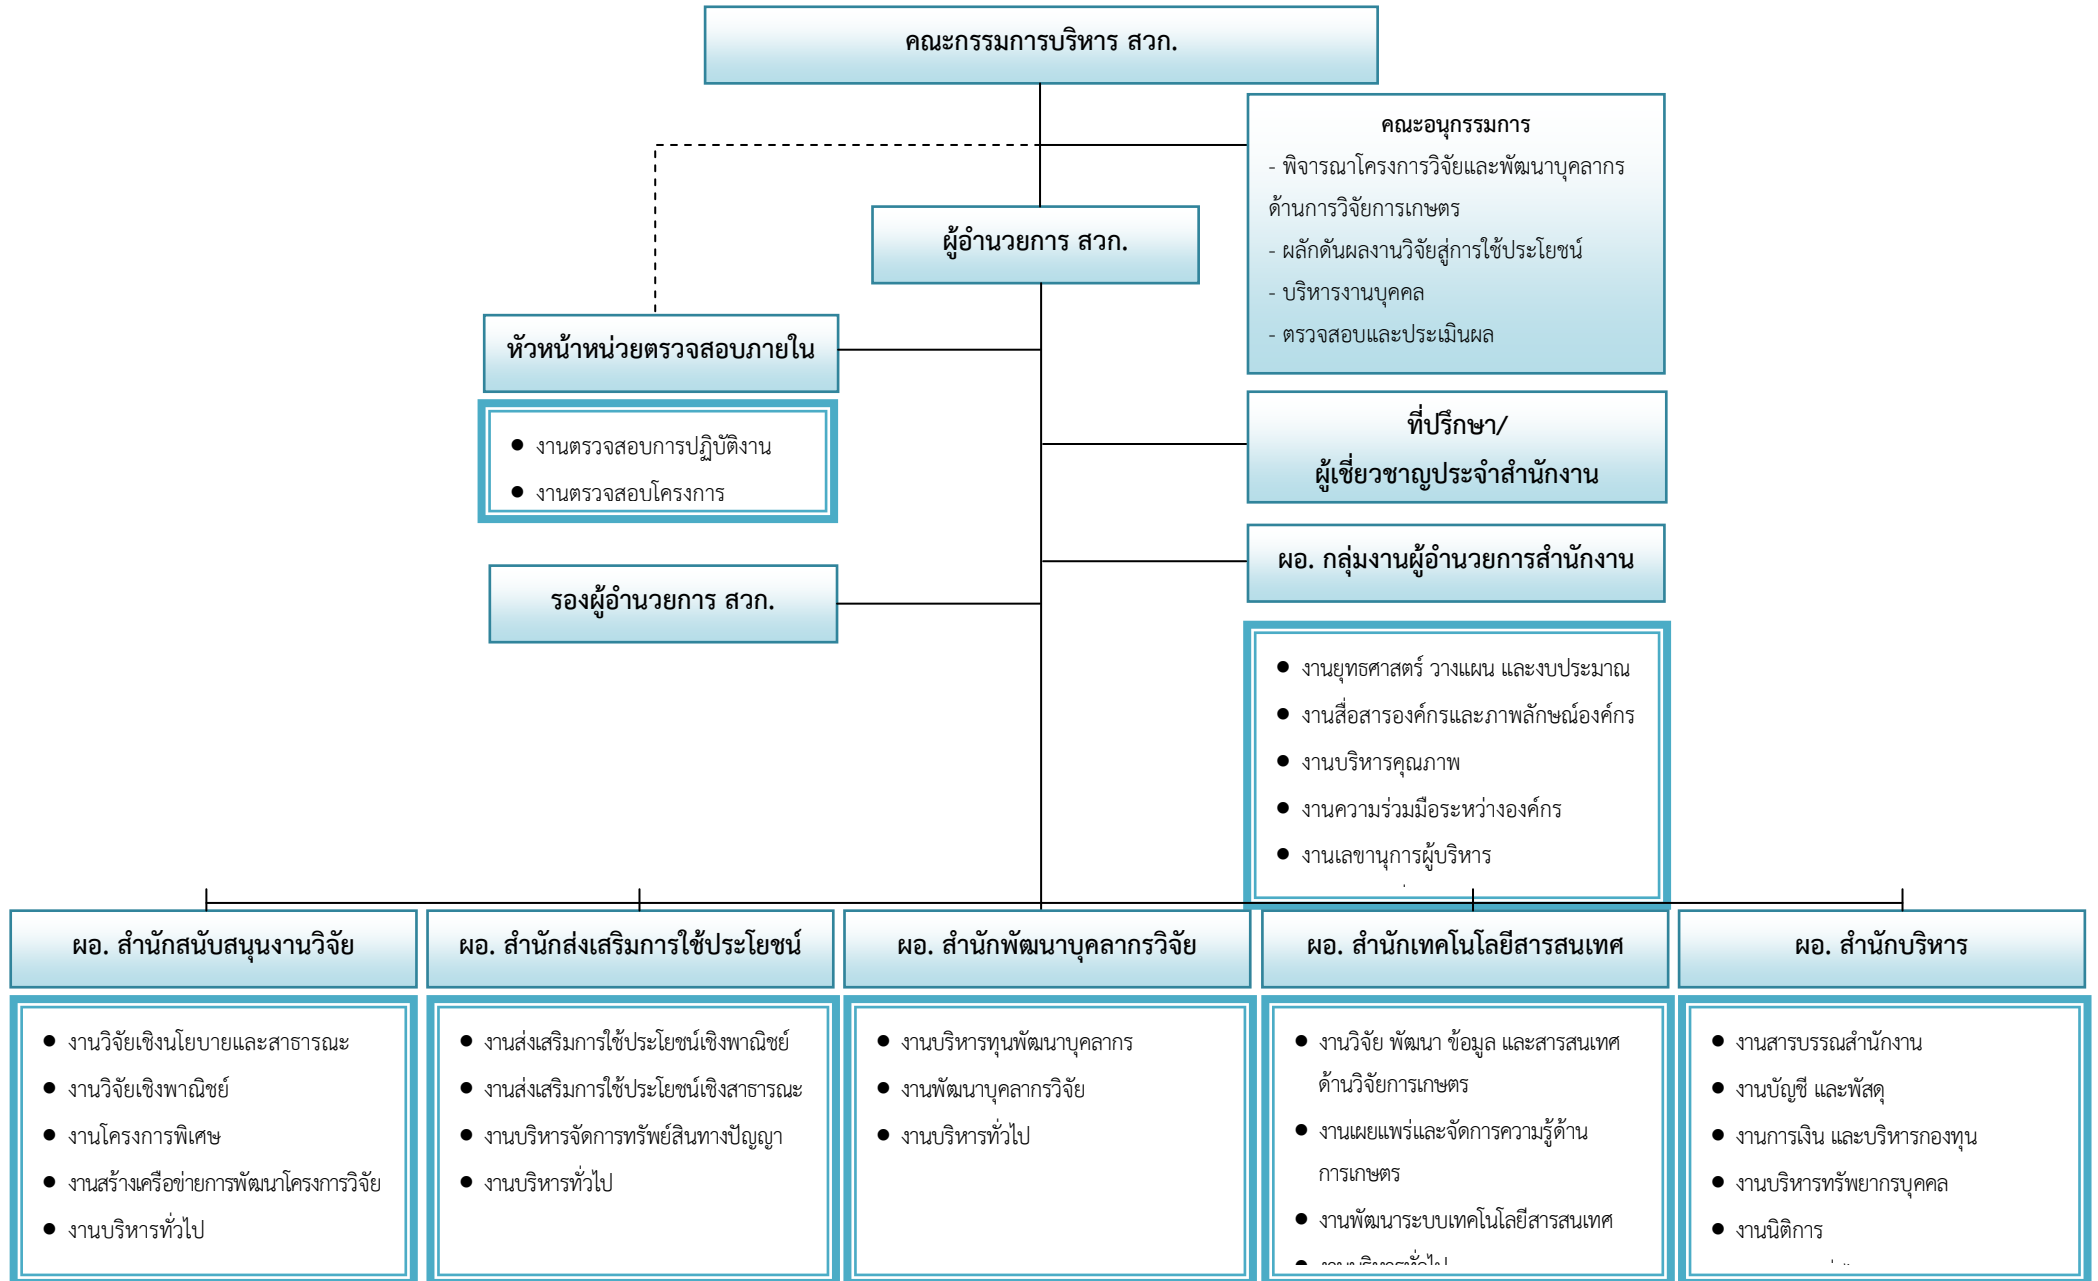 คณะกรรมการบริหาร สวก.
คณะอนุกรรมการ
- พิจารณาโครงการวิจัยและพัฒนาบุคลากร
ด้านการวิจัยการเกษตร
- ผลักดันผลงานวิจัยสู่การใช้ประโยชน์
- บริหารงานบุคคล
- ตรวจสอบและประเมินผล
ผู้อำนวยการ สวก.
หัวหน้าหน่วยตรวจสอบภายใน
● งานตรวจสอบการปฏิบัติงาน
● งานตรวจสอบโครงการ
ที่ปรึกษา/
ผู้เชี่ยวชาญประจำสำนักงาน
รองผู้อำนวยการ สวก.
ผอ. กลุ่มงานผู้อำนวยการสำนักงาน
● งานยุทธศาสตร์ วางแผน และงบประมาณ
● งานสื่อสารองค์กรและภาพลักษณ์องค์กร
● งานบริหารคุณภาพ
● งานความร่วมมือระหว่างองค์กร
● งานเลขานุการผู้บริหาร
ผอ. สำนักสนับสนุนงานวิจัย
● งานวิจัยเชิงนโยบายและสาธารณะ
● งานวิจัยเชิงพาณิชย์
● งานโครงการพิเศษ
● งานสร้างเครือข่ายการพัฒนาโครงการวิจัย
● งานบริหารทั่วไป
ผอ. สำนักส่งเสริมการใช้ประโยชน์
● งานส่งเสริมการใช้ประโยชน์เชิงพาณิชย์
● งานส่งเสริมการใช้ประโยชน์เชิงสาธารณะ
● งานบริหารจัดการทรัพย์สินทางปัญญา
● งานบริหารทั่วไป
ผอ. สำนักพัฒนาบุคลากรวิจัย
● งานบริหารทุนพัฒนาบุคลากร
● งานพัฒนาบุคลากรวิจัย
● งานบริหารทั่วไป
ผอ. สำนักเทคโนโลยีสารสนเทศ
● งานวิจัย พัฒนา ข้อมูล และสารสนเทศ
ด้านวิจัยการเกษตร
● งานเผยแพร่และจัดการความรู้ด้าน
การเกษตร
● งานพัฒนาระบบเทคโนโลยีสารสนเทศ
● งานบริหารทั่วไป
ผอ. สำนักบริหาร
● งานสารบรรณสำนักงาน
● งานบัญชี และพัสดุ
● งานการเงิน และบริหารกองทุน
● งานบริหารทรัพยากรบุคคล
● งานนิติการ